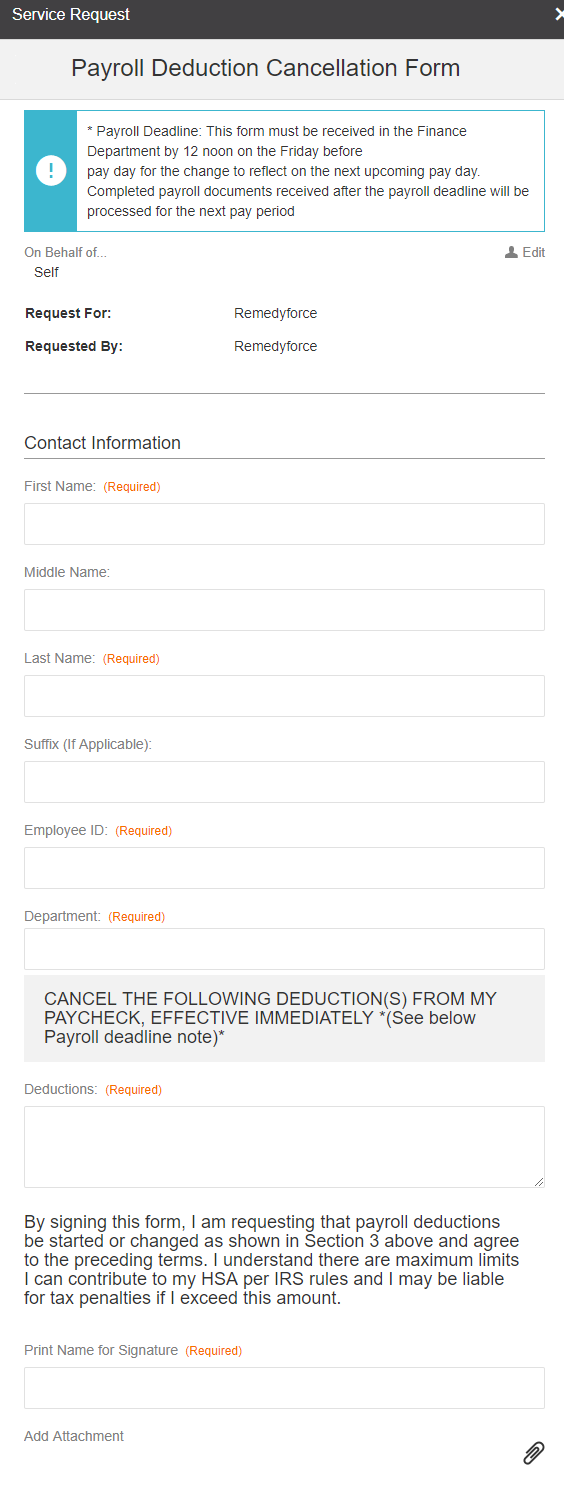 Service Request
Payroll Deduction Cancellation Form
* Payroll Deadline: This form must be received in the Finance
Department by 12 noon on the Friday before
pay day for the change to reflect on the next upcoming pay day.
Completed payroll documents received after the payroll deadline will be
processed for the next pay period
On Behalf of...
Edit
Self
Request For: Remedyforce
Requested By: Remedyforce
Contact Information
First Name: (Required)
Middle Name:
Last Name: (Required)
Suffix (If Applicable):
Employee ID: (Required)
Department: (Required)
CANCEL THE FOLLOWING DEDUCTION(S) FROM MY
PAYCHECK, EFFECTIVE IMMEDIATELY *(See below
Payroll deadline note)*
Deductions: (Required)
By signing this form, I am requesting that payroll deductions
be started or changed as shown in Section 3 above and agree
to the preceding terms. I understand there are maximum limits
I can contribute to my HSA per IRS rules and I may be liable
for tax penalties if I exceed this amount.
Print Name for Signature (Required)
Add Attachment